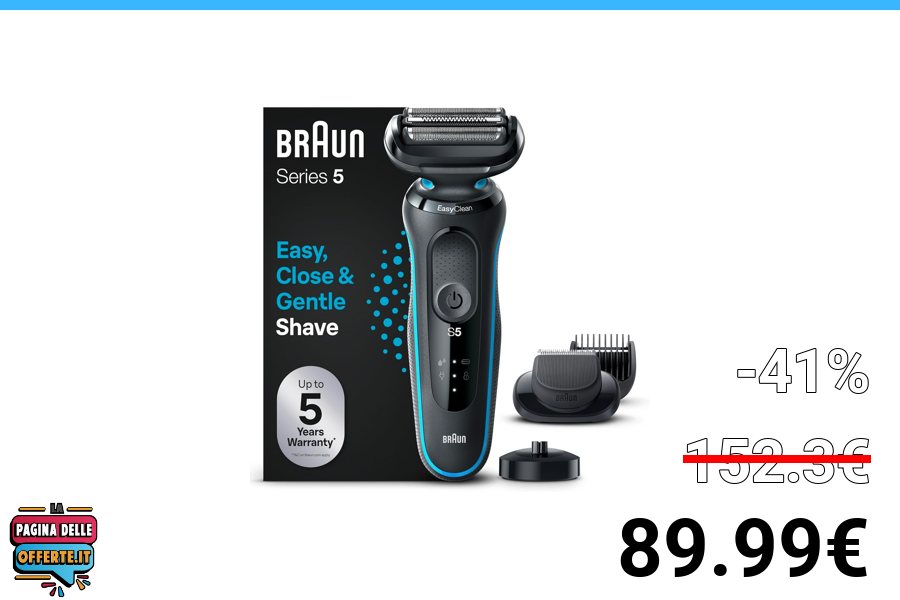 BRAUN
Series 5
Easy,
Close &
Gentle
Shave
Up to
5
Years
Warranty*
EasyClean
S5
BRAUN
BRAUN
-41%
152.3€
89.99€
LA
PAGINA DELLE
OFFERTE.IT